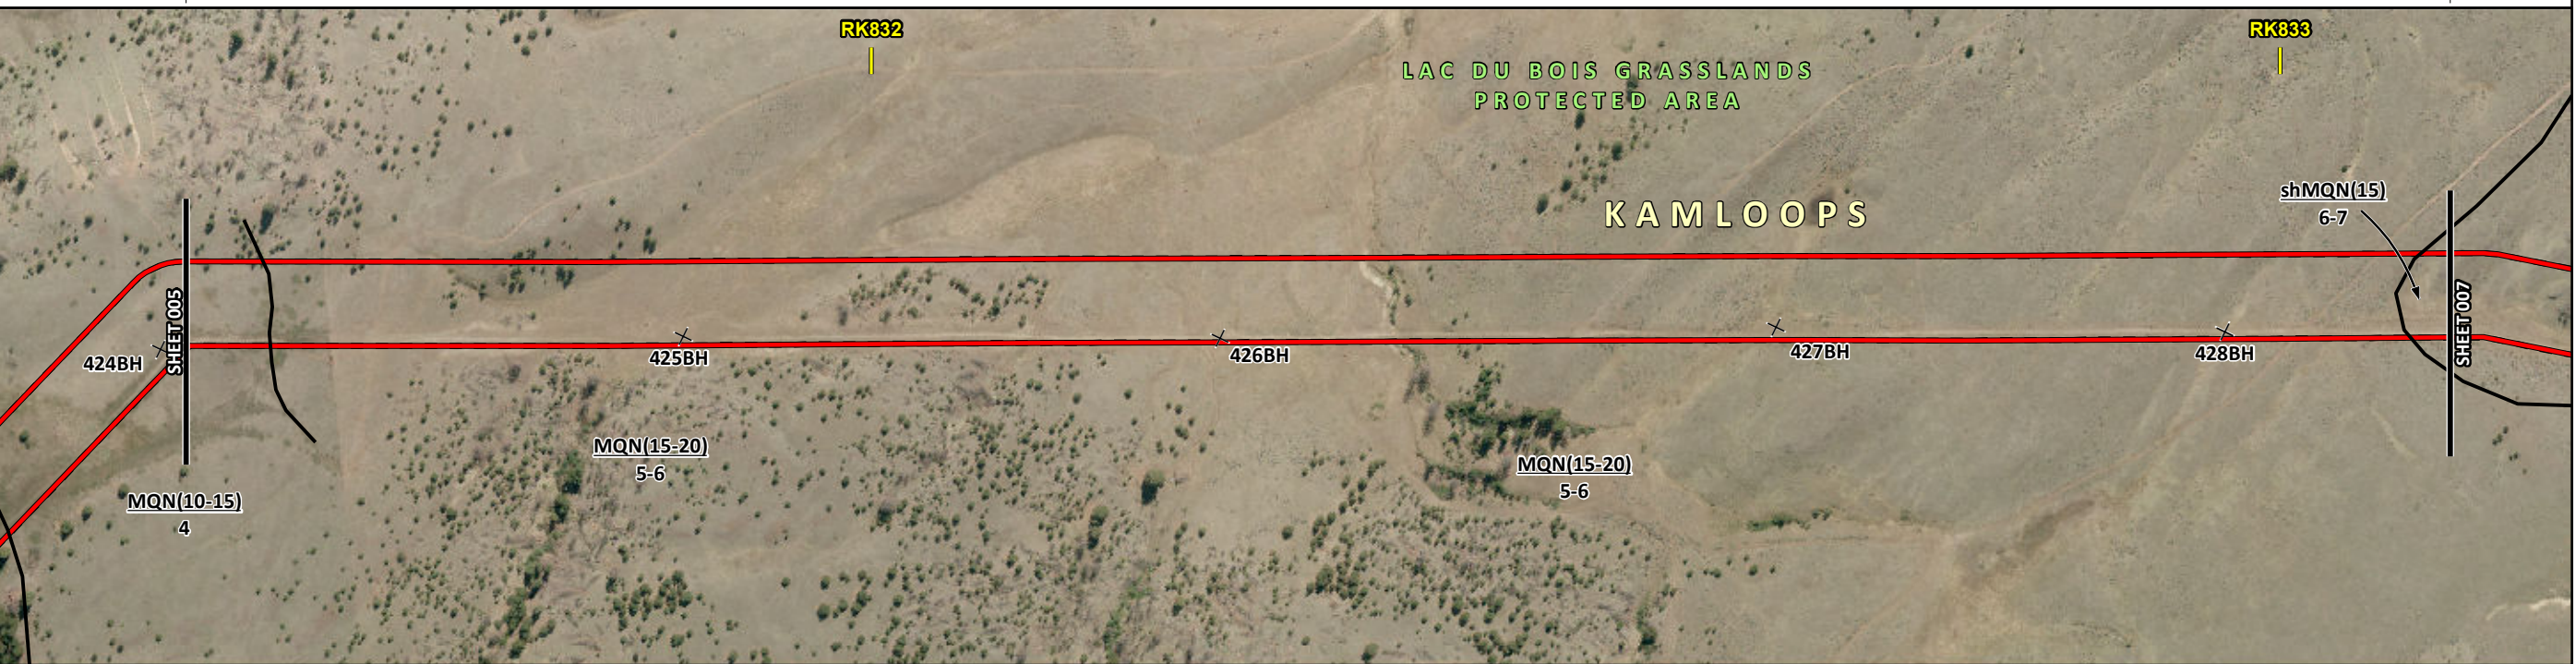 RK832
RK833
LAC DU BOIS GRASSLANDS
PROTECTED AREA
KAMLOOPS
shMQN(15)
6-7
SHEET 005
SHEET 007
424BH
425BH
426BH
427BH
428BH
MQN(15-20)
5-6
MQN(15-20)
5-6
MQN(10-15)
4